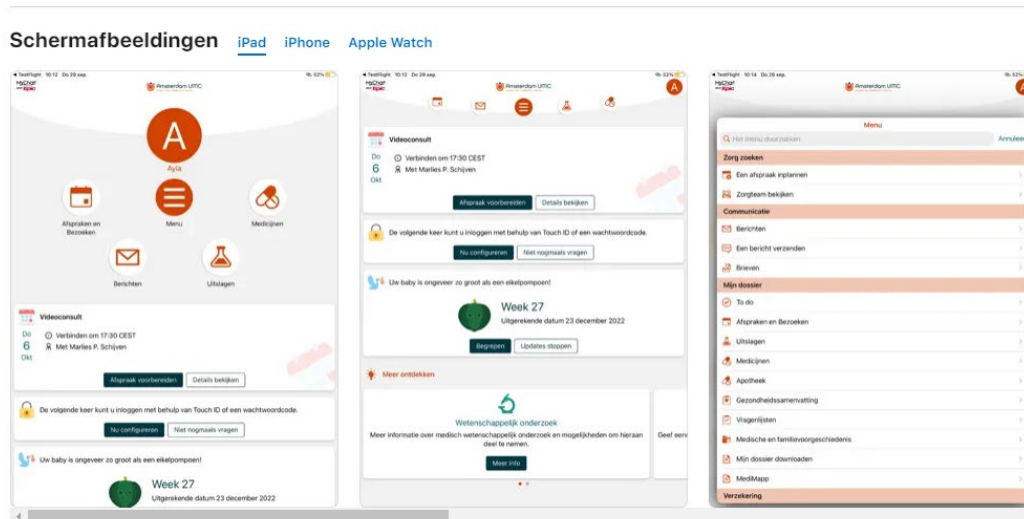 Schermafbeeldingen iPad iPhone Apple Watch
TestFlight 10:12 Do 29 sep.
MyChart
Epic
Amsterdam UMC
A
Ayla
Afspraken en
Bezoeken
Menu
Medicijnen
Berichten
Uitslagen
Videoconsult
Do
6
Okt
Verbinden om 17:30 CEST
Met Marlies P. Schijven
Afspraak voorbereiden Details bekijken
De volgende keer kunt u inloggen met behulp van Touch ID of een wachtwoordcode.
Nu configureren Niet nogmaals vragen
Uw baby is ongeveer zo groot als een eikelpompoen!
Week 27
Uitgerekende datum 23 december 2022
TestFlight 10:12 Do 29 sep.
MyChart
Epic
Amsterdam UMC
A
Videoconsult
Do
6
Okt
Verbinden om 17:30 CEST
Met Marlies P. Schijven
Afspraak voorbereiden Details bekijken
De volgende keer kunt u inloggen met behulp van Touch ID of een wachtwoordcode.
Nu configureren Niet nogmaals vragen
Uw baby is ongeveer zo groot als een eikelpompoen!
Week 27
Uitgerekende datum 23 december 2022
Begrepen Updates stoppen
Meer ontdekken
Wetenschappelijk onderzoek
Meer informatie over medisch wetenschappelijk onderzoek en mogelijkheden om hieraan
deel te nemen.
Meer info
Geef
TestFlight 10:14 Do 29 sep.
MyChart
Epic
Amsterdam UMC
Menu
Het menu doorzoeken
Zorg zoeken
Een afspraak inplannen
Zorgteam bekijken
Communicatie
Berichten
Een bericht verzenden
Brieven
Mijn dossier
To do
Afspraken en Bezoeken
Uitslagen
Medicijnen
Apotheek
Gezondheidssamenvatting
Vragenlijsten
Medische en familievoorgeschiedenis
Mijn dossier downloaden
MediMapp
Verzekering